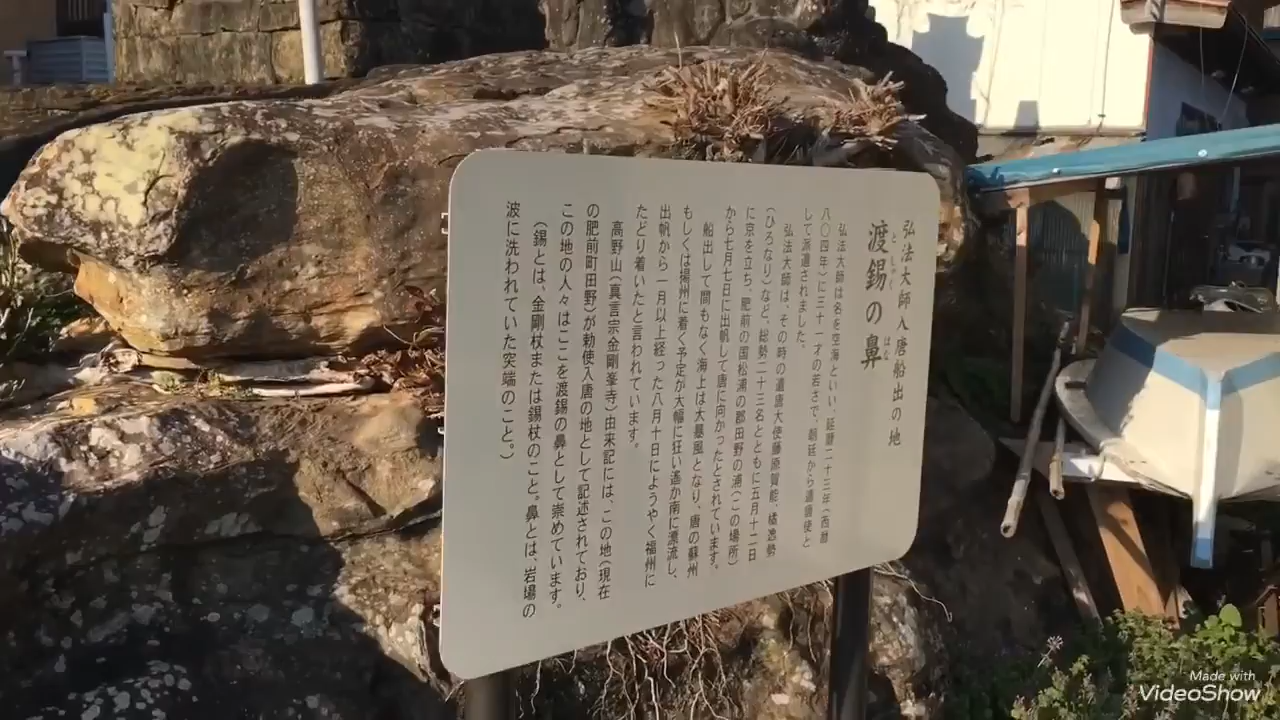 弘法大師入唐船出の地
としゃく はな
渡錫の鼻
弘法大師は名を空海といい、延暦二十三年(西暦
八〇四年)に三十一才の若さで、朝廷から遣唐使と
して派遣されました。
弘法大師は、その時の遣唐大使藤原賀能、橘逸勢
(ひろなり)など、総勢二十三名とともに五月十二日
に京を立ち、肥前の国松浦の郡田野の浦(この場所)
から七月七日に出帆して唐に向かったとされています。
船出して間もなく海上は大暴風となり、唐の蘇州
もしくは揚州に着く予定が大幅に狂い遥か南に漂流し、
出帆から一月以上経った八月十日にようやく福州に
たどり着いたと言われています。
高野山(真言宗金剛峯寺)由来記には、この地(現在
の肥前町田野)が勅使入唐の地として記述されており、
この地の人々はここを渡錫の鼻として崇めています。
(錫とは、金剛杖または錫杖のこと。鼻とは、岩場の
波に洗われていた突端のこと。)
Made with
VideoShow